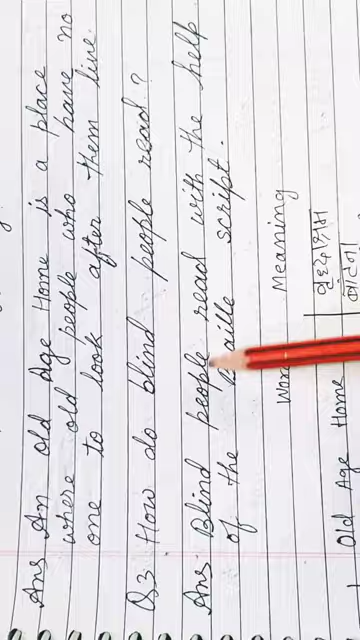 Ans An Old Age Home is a place
where old people who have no
one to look after them live.
Q3 How do blind people read?
Ans. Blind people read with the help
of the aille script.
Meaning
Old Age Home